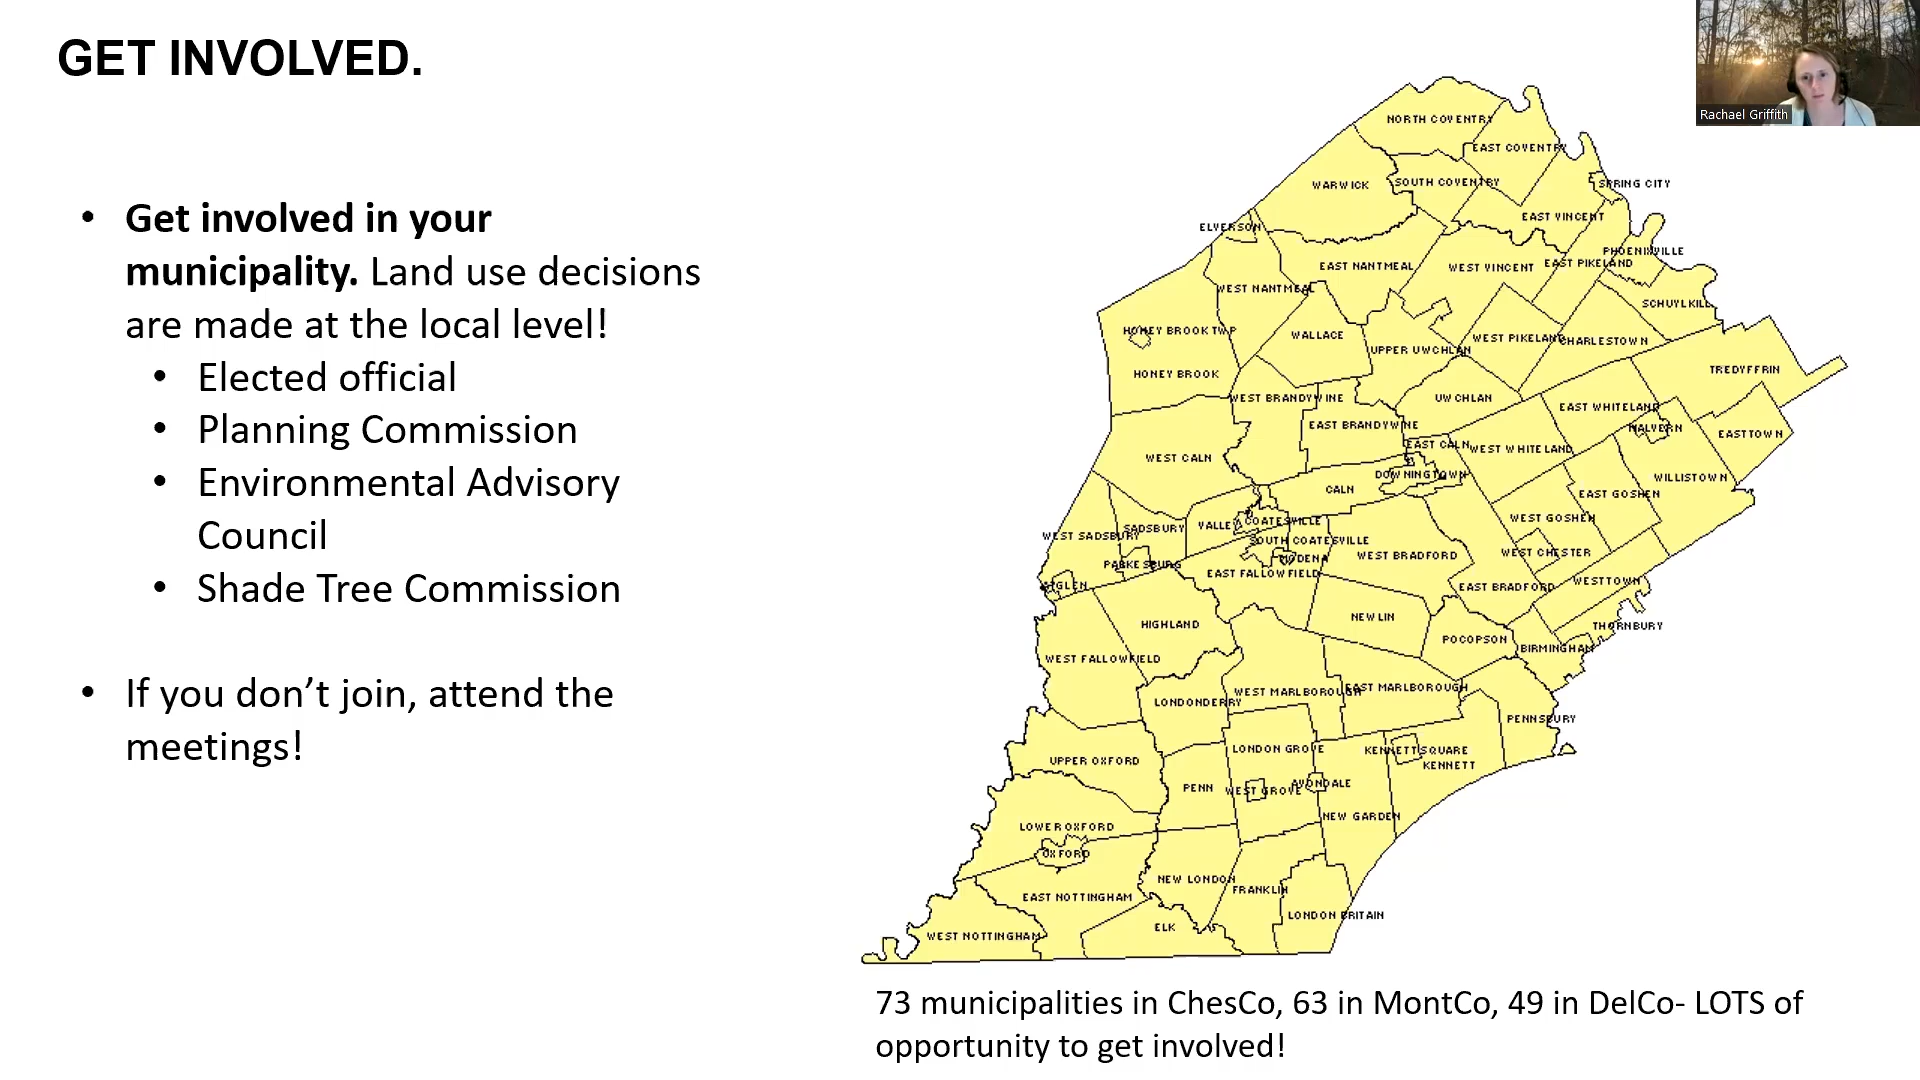 GET INVOLVED.
Rachael Griffith
• Get involved in your
municipality. Land use decisions
are made at the local level!
• Elected official
• Planning Commission
• Environmental Advisory
Council
• Shade Tree Commission
• If you don’t join, attend the
meetings!
NORTH COVENTRY
EAST COVENTRY
WARWICK
SOUTH COVENTRY
SPRING CITY
EAST VINCENT
ELVERSON
PHOENIXVILLE
EAST NANTMEAL
WEST VINCENT
EAST PIKELAND
WEST NANTMEAL
SCHUYLKILL
HONEY BROOK TWP
WALLACE
WEST PIKELAND
CHARLESTOWN
UPPER UWCHLAN
TREDYFFRIN
HONEY BROOK
WEST BRANDYWINE
UWCHLAN
EAST WHITELAND
EAST BRANDYWINE
MALVERN
EASTTOWN
EAST CALN
WEST WHITELAND
WEST CALN
DOWNINGTOWN
WILLISTOWN
CALN
EAST GOSHEN
WEST GOSHEN
SADSBURY
VALLEY
COATESVILLE
WEST SADSBURY
SOUTH COATESVILLE
WEST CHESTER
WEST BRADFORD
MODENA
PARKESBURG
EAST FALLOWFIELD
WESTTOWN
ATGLEN
EAST BRADFORD
NEWLIN
HIGHLAND
THORNBURY
POCOPSON
BIRMINGHAM
WEST FALLOWFIELD
WEST MARLBOROUGH
EAST MARLBOROUGH
LONDONDERRY
PENNSBURY
LONDON GROVE
KENNETT SQUARE
UPPER OXFORD
KENNETT
PENN
WEST GROVE
AVONDALE
NEW GARDEN
LOWER OXFORD
OXFORD
NEW LONDON
FRANKLIN
EAST NOTTINGHAM
LONDON BRITAIN
ELK
WEST NOTTINGHAM
73 municipalities in ChesCo, 63 in MontCo, 49 in DelCo- LOTS of
opportunity to get involved!